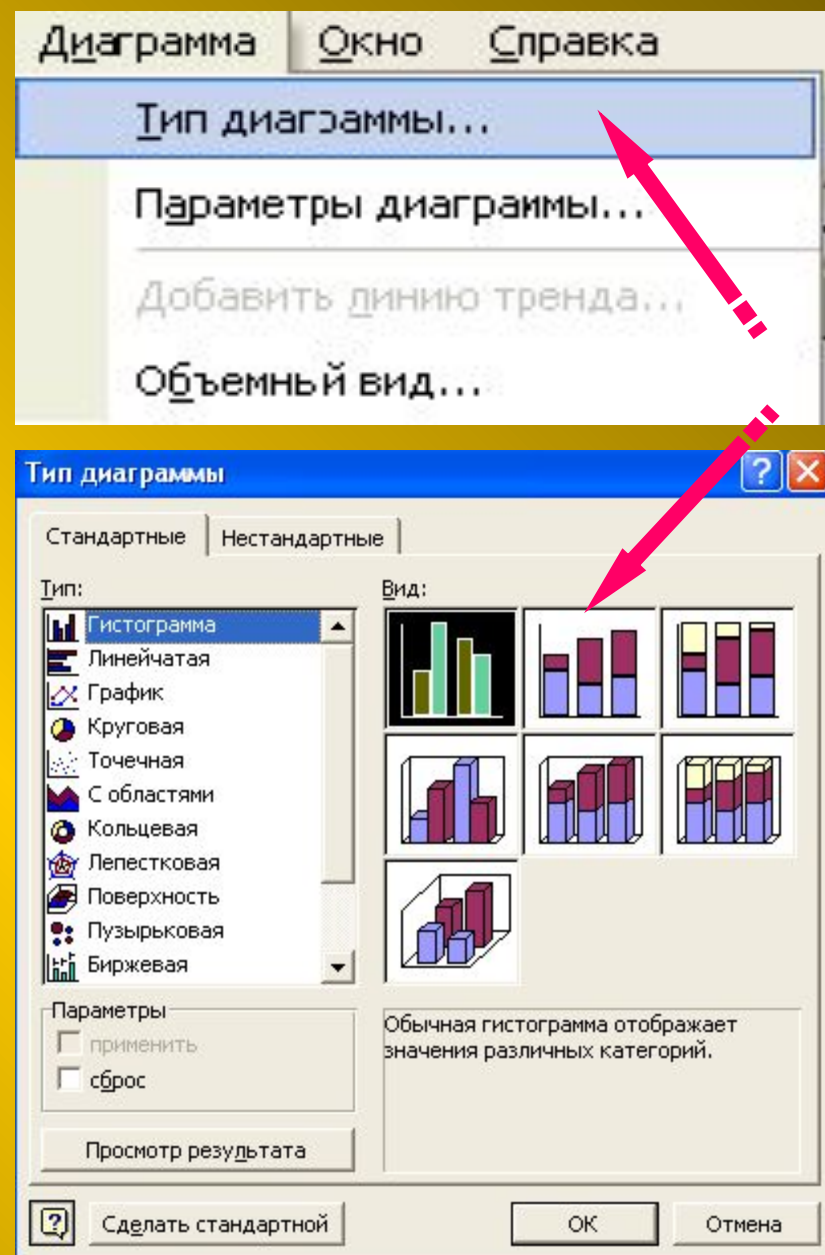 Диаграмма Окно Справка
Тип диаграммы...
Параметры диаграммы...
Добавить линию тренда...
Объемный вид...
Тип диаграммы
Стандартные Нестандартные
Тип: Вид:
Гистограмма
Линейчатая
График
Круговая
Точечная
С областями
Кольцевая
Лепестковая
Поверхность
Пузырьковая
Биржевая
Параметры
применить
сброс
Обычная гистограмма отображает
значения различных категорий.
Просмотр результата
Сделать стандартной ОК Отмена